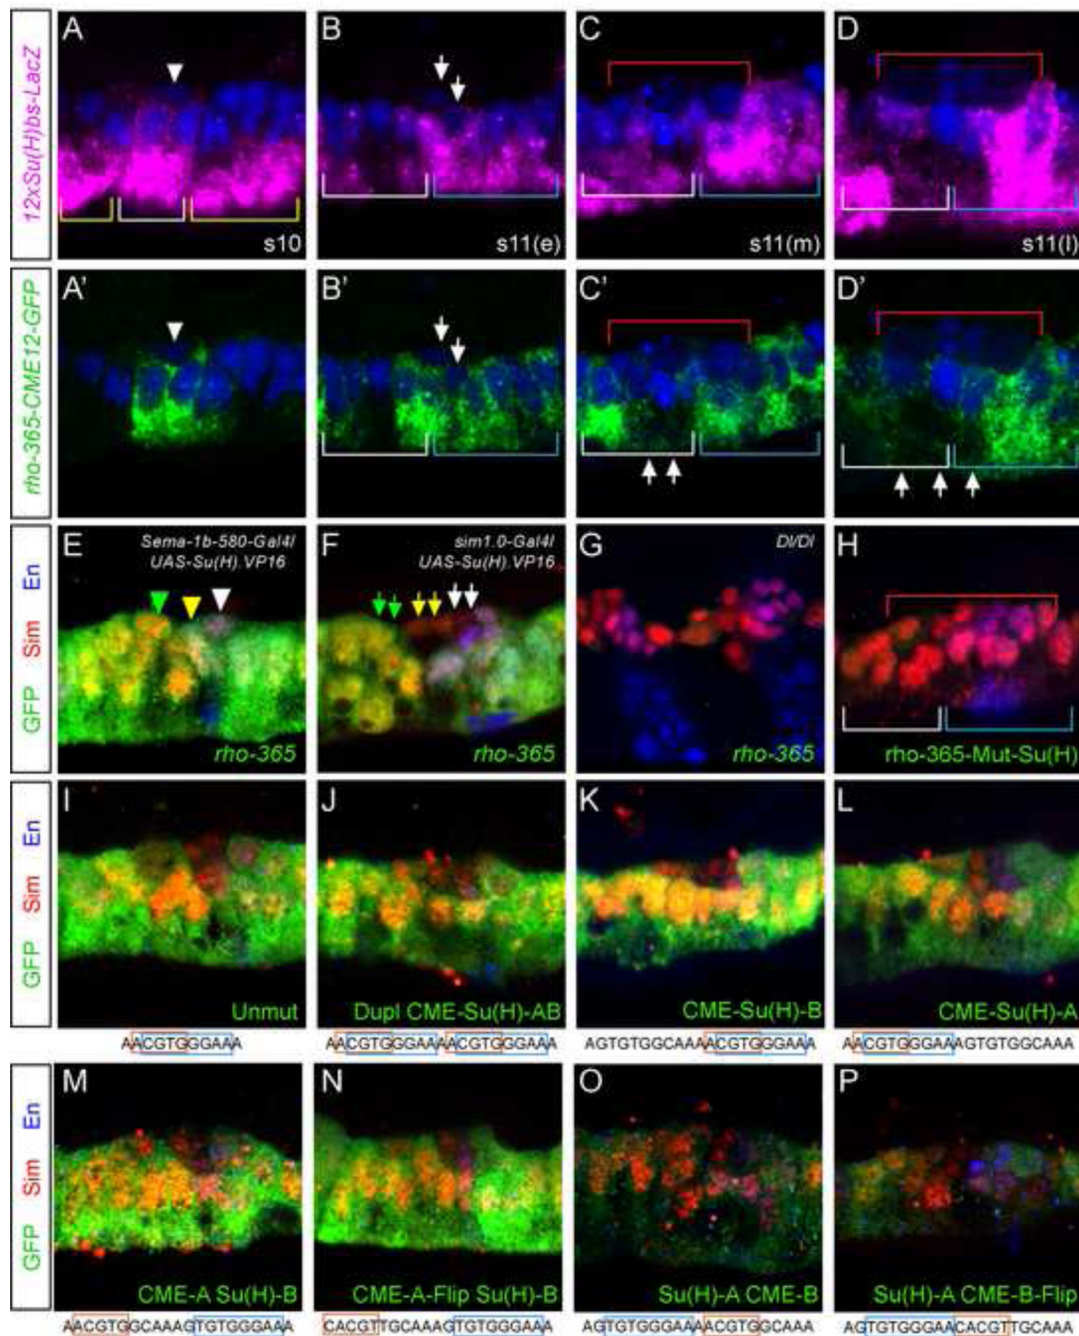 12xSu(H)bs-LacZ
A
B
C
D
s10
s11(e)
s11(m)
s11(l)
rho-365-CME12-GFP
A'
B'
C'
D'
GFP Sim En
E
Sema-1b-580-Gal4/
UAS-Su(H).VP16
rho-365
F
sim1.0-Gal4/
UAS-Su(H).VP16
rho-365
G
Dl/Dl
rho-365
H
rho-365-Mut-Su(H)
GFP Sim En
I
Unmut
J
Dupl CME-Su(H)-AB
K
CME-Su(H)-B
L
CME-Su(H)-A
AACGTGGGAAA
AACGTGGGAAAACGTGGGAAA
AGTGTGGCAAAACGTGGGAAA
AACGTGGGAAAGTGTGGCAAA
GFP Sim En
M
CME-A Su(H)-B
N
CME-A-Flip Su(H)-B
O
Su(H)-A CME-B
P
Su(H)-A CME-B-Flip
AACGTGGCAAAGTGTGGGAAA
CACGTTGCAAAGTGTGGGAAA
AGTGTGGGAAAACGTGGCAAA
AGTGTGGGAACACGTTGCAAA